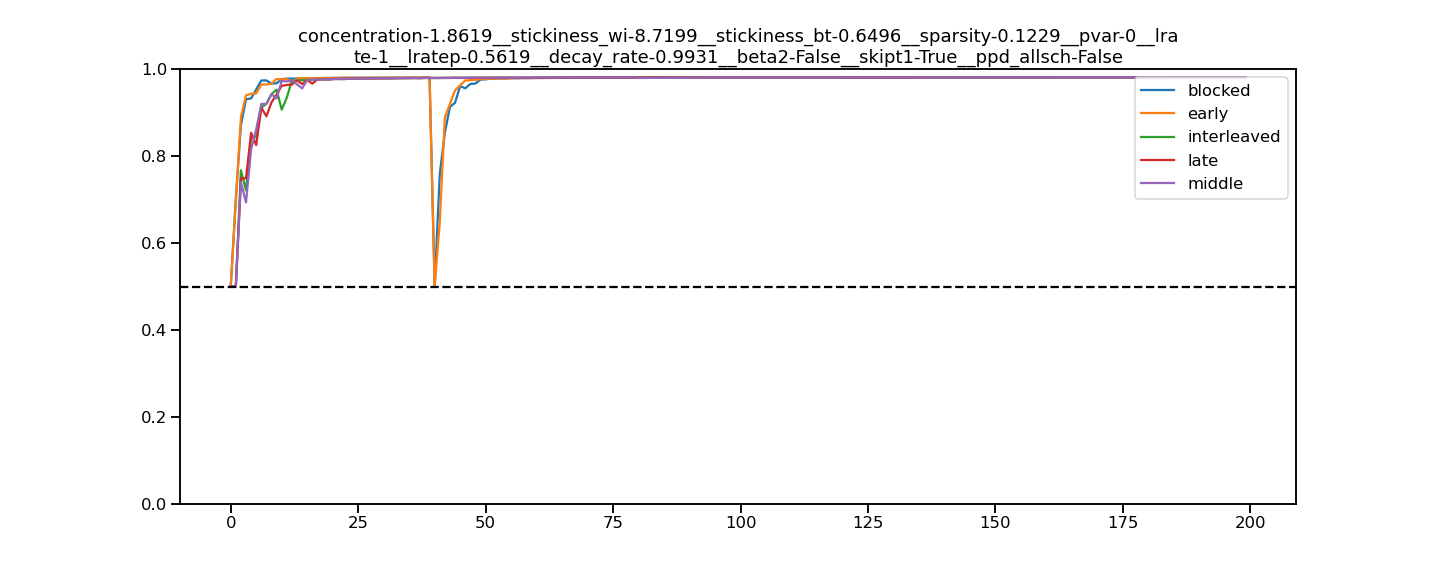 concentration-1.8619__stickiness_wi-8.7199__stickiness_bt-0.6496__sparsity-0.1229__pvar-0__lra
te-1__lratep-0.5619__decay_rate-0.9931__beta2-False__skipt1-True__ppd_allsch-False
1.0
0.8
0.6
0.4
0.2
0.0
blocked
early
interleaved
late
middle
0
25
50
75
100
125
150
175
200